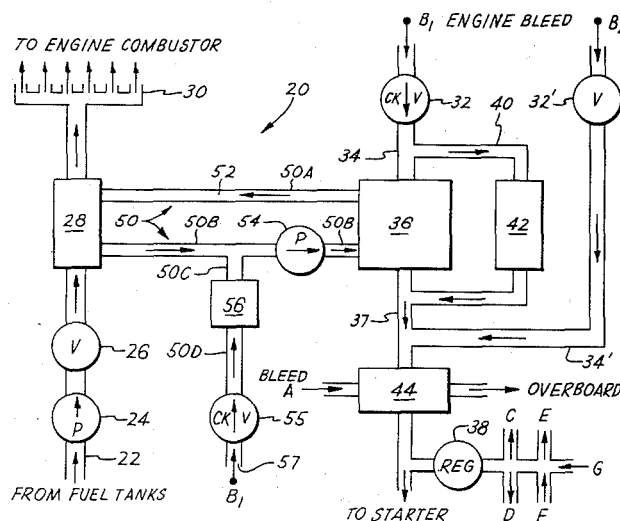 B1 ENGINE BLEED
B
TO ENGINE COMBUSTOR
30
20
CK V
32
V
32'
40
34
52
50A
28
50
50B
54
P
50B
36
42
50C
56
37
V
26
50D
34'
BLEED
A
44
OVERBOARD
P
24
CK V
55
38
C E
REG
G
22
57
B1
D F
FROM FUEL TANKS
TO STARTER